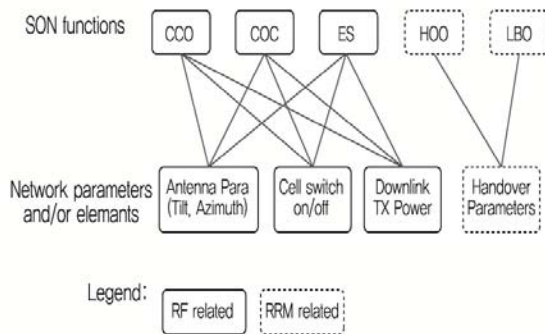 SON functions
CCO
COC
ES
HOO
LBO
Network parameters
and/or elemants
Antenna Para
(Tilt, Azimuth)
Cell switch
on/off
Downlink
TX Power
Handover
Parameters
Legend:
RF related
RRM related